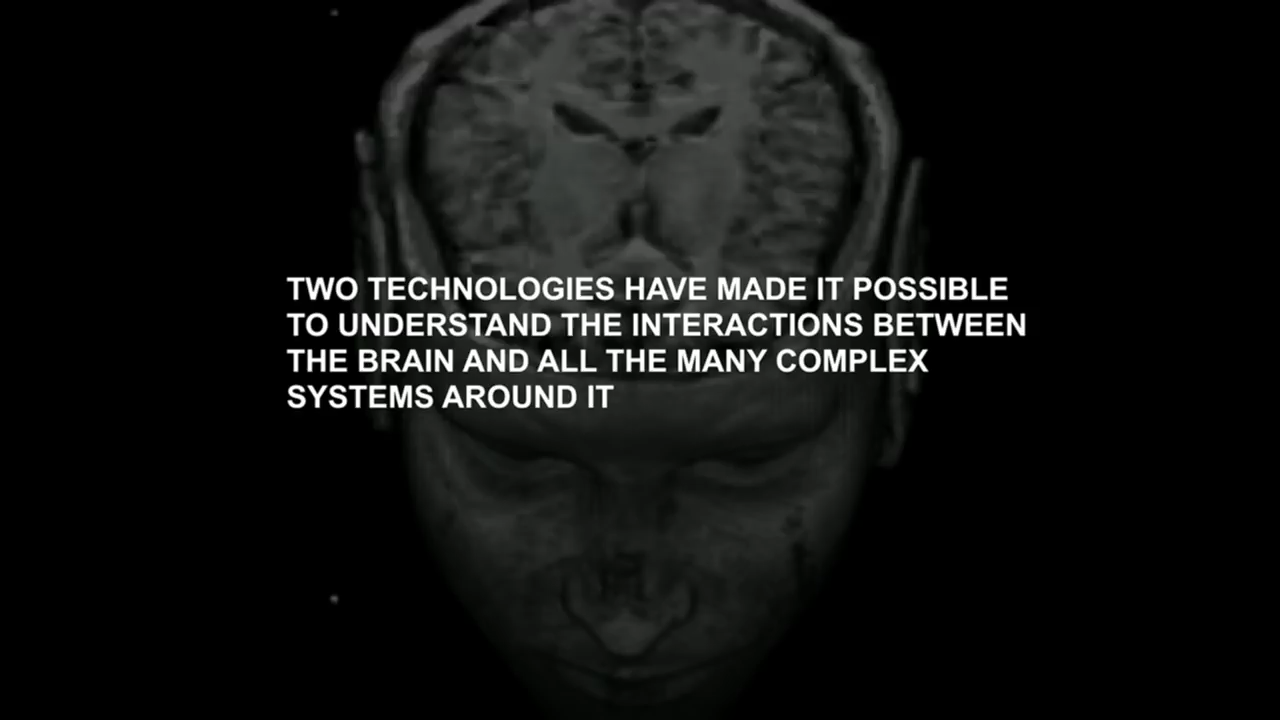 TWO TECHNOLOGIES HAVE MADE IT POSSIBLE
TO UNDERSTAND THE INTERACTIONS BETWEEN
THE BRAIN AND ALL THE MANY COMPLEX
SYSTEMS AROUND IT